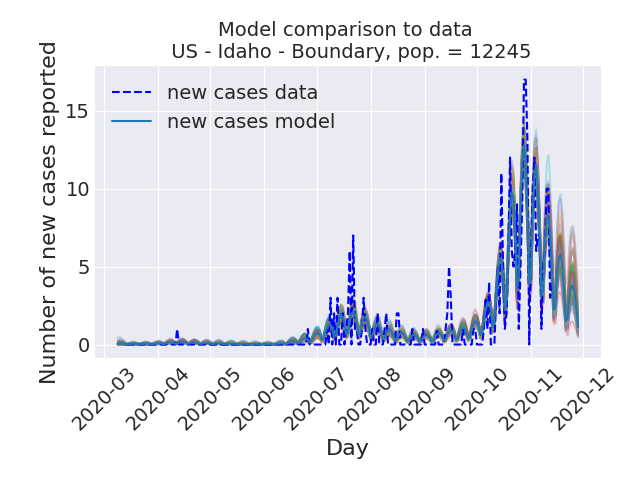 Model comparison to data
US - Idaho - Boundary, pop. = 12245
new cases data
new cases model
Number of new cases reported
15
10
5
0
2020-03
2020-04
2020-05
2020-06
2020-07
2020-08
2020-09
2020-10
2020-11
2020-12
Day